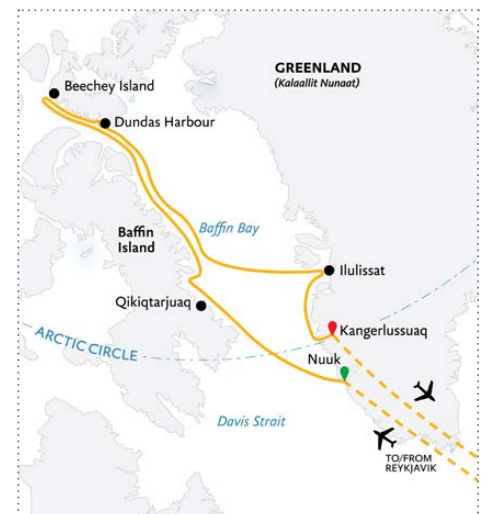 GREENLAND
(Kalaallit Nunaat)
Beechey Island
Dundas Harbour
Baffin Bay
Baffin
Island
Ilulissat
Qikiqtarjuaq
Kangerlussuaq
ARCTIC CIRCLE
Nuuk
Davis Strait
TO/FROM
REYKJAVIK